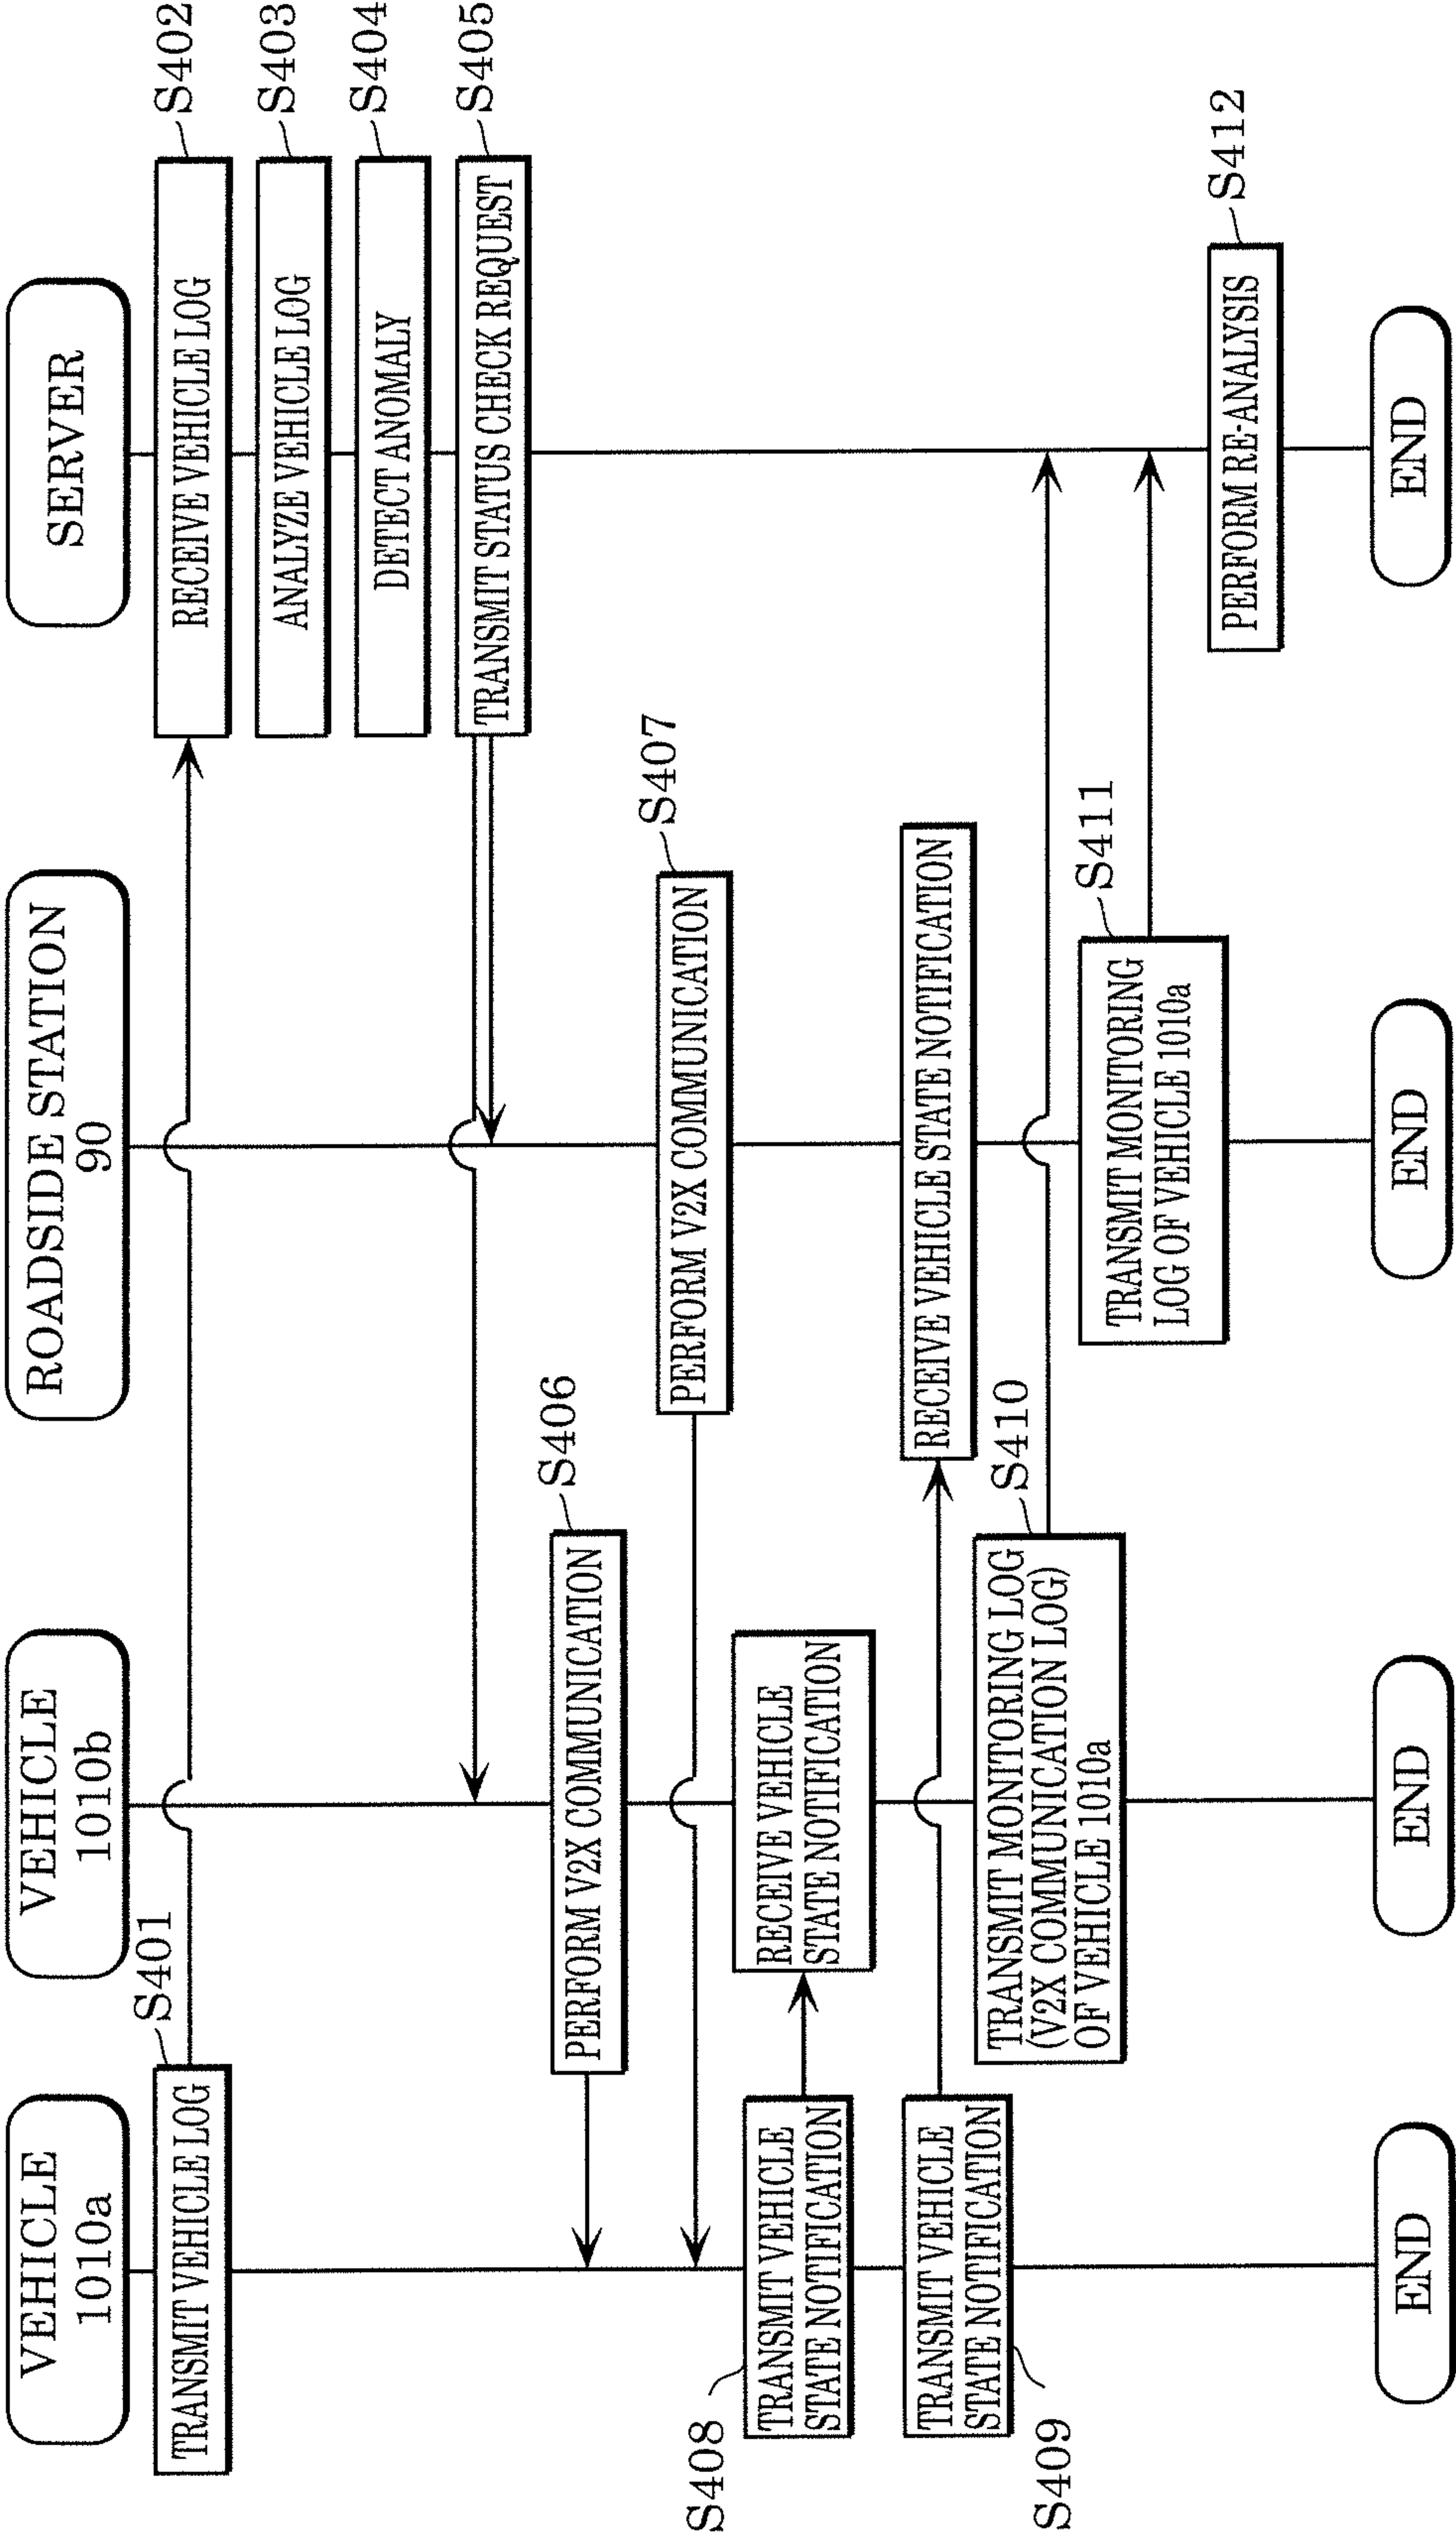 VEHICLE
1010a
VEHICLE
1010b
ROADSIDE STATION
90
SERVER
S401
TRANSMIT VEHICLE LOG
S402
RECEIVE VEHICLE LOG
S403
ANALYZE VEHICLE LOG
S404
DETECT ANOMALY
S405
TRANSMIT STATUS CHECK REQUEST
S406
PERFORM V2X COMMUNICATION
S407
PERFORM V2X COMMUNICATION
S408
TRANSMIT VEHICLE
STATE NOTIFICATION
RECEIVE VEHICLE
STATE NOTIFICATION
S409
TRANSMIT VEHICLE
STATE NOTIFICATION
RECEIVE VEHICLE STATE NOTIFICATION
S410
TRANSMIT MONITORING LOG
(V2X COMMUNICATION LOG)
OF VEHICLE 1010a
S411
TRANSMIT MONITORING
LOG OF VEHICLE 1010a
S412
PERFORM RE-ANALYSIS
END
END
END
END